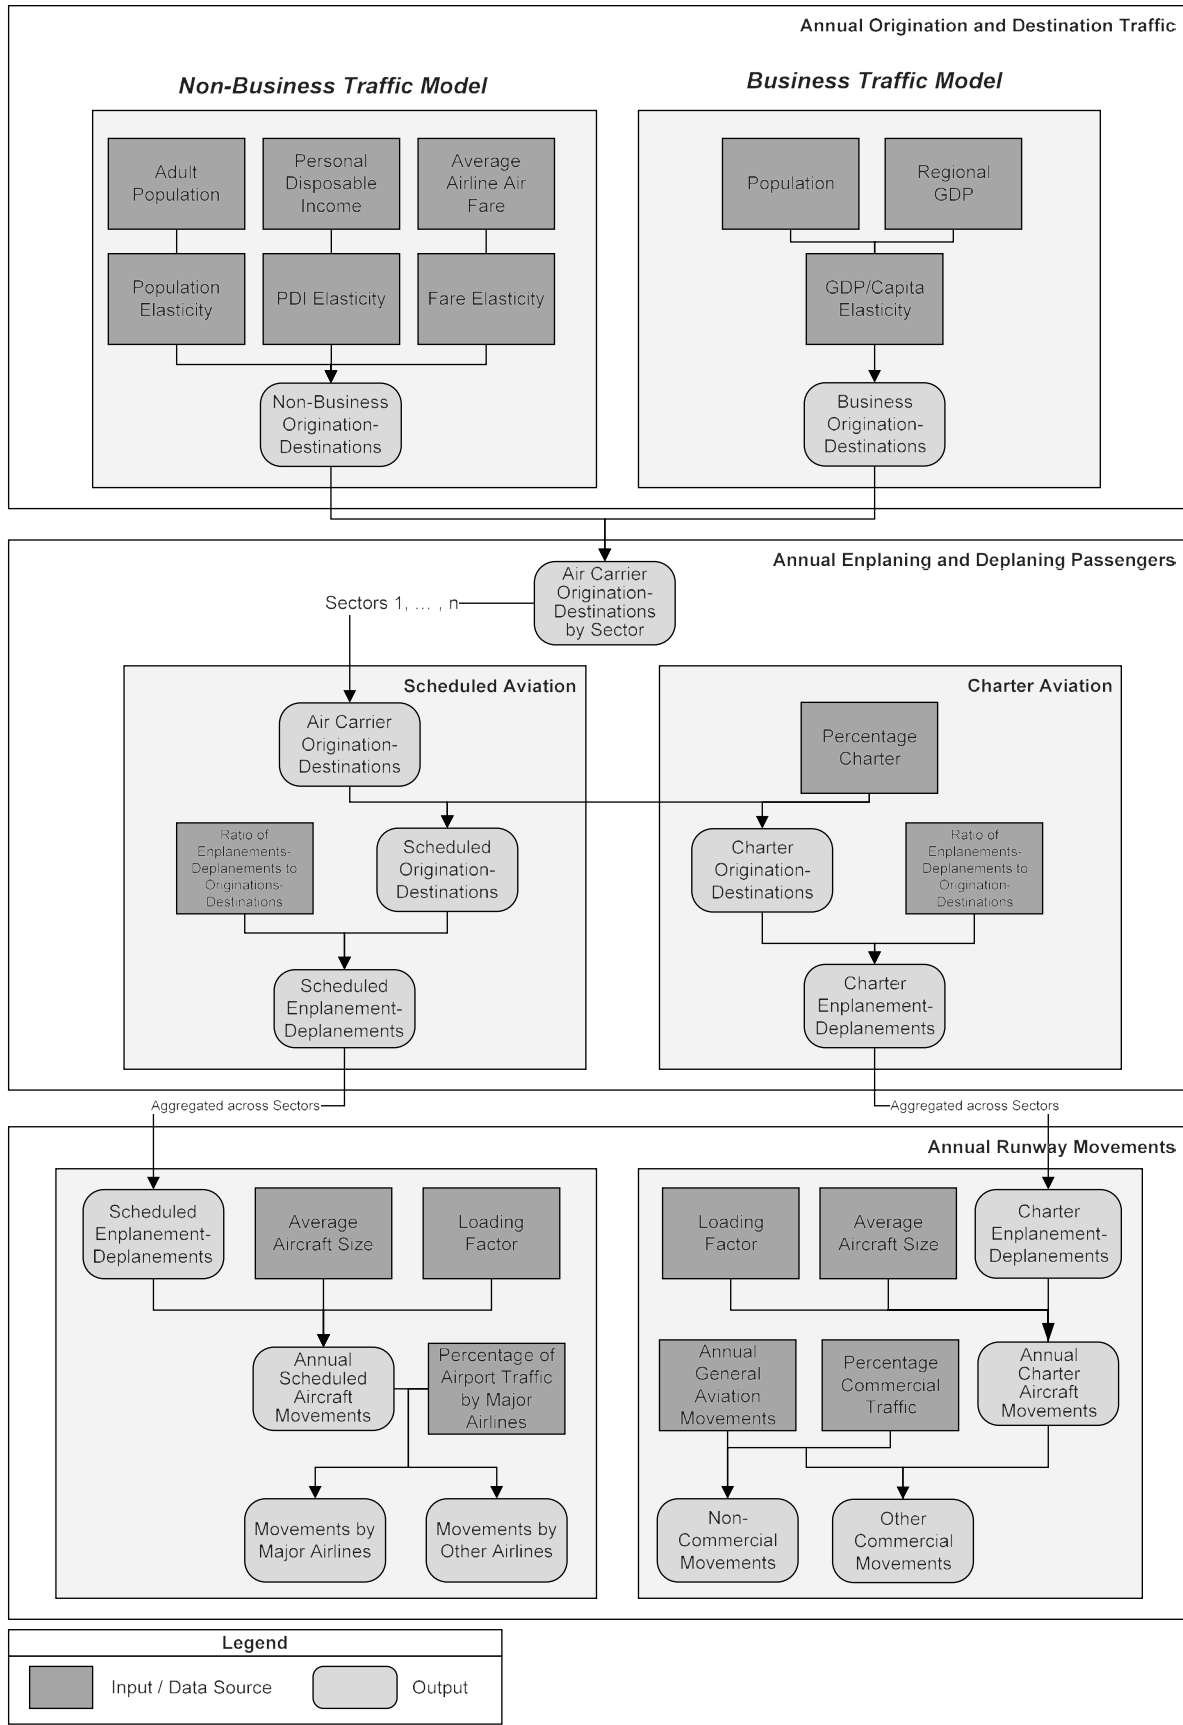 Annual Origination and Destination Traffic
Non-Business Traffic Model
Business Traffic Model
Adult
Population
Personal
Disposable
Income
Average
Airline Air
Fare
Population
Regional
GDP
Population
Elasticity
PDI Elasticity
Fare Elasticity
GDP/Capita
Elasticity
Non-Business
Origination-
Destinations
Business
Origination-
Destinations
Annual Enplaning and Deplaning Passengers
Air Carrier
Origination-
Destinations
by Sector
Sectors 1, ... , n
Scheduled Aviation
Charter Aviation
Air Carrier
Origination-
Destinations
Percentage
Charter
Ratio of
Enplanements-
Deplanements to
Originations-
Destinations
Scheduled
Origination-
Destinations
Charter
Origination-
Destinations
Ratio of
Enplanements-
Deplanements to
Origination-
Destinations
Scheduled
Enplanement-
Deplanements
Charter
Enplanement-
Deplanements
Aggregated across Sectors
Aggregated across Sectors
Annual Runway Movements
Scheduled
Enplanement-
Deplanements
Average
Aircraft Size
Loading
Factor
Loading
Factor
Average
Aircraft Size
Charter
Enplanement-
Deplanements
Annual
Scheduled
Aircraft
Movements
Percentage of
Airport Traffic
by Major
Airlines
Annual
General
Aviation
Movements
Percentage
Commercial
Traffic
Annual
Charter
Aircraft
Movements
Movements by
Major Airlines
Movements by
Other Airlines
Non-
Commercial
Movements
Other
Commercial
Movements
Legend
Input / Data Source
Output